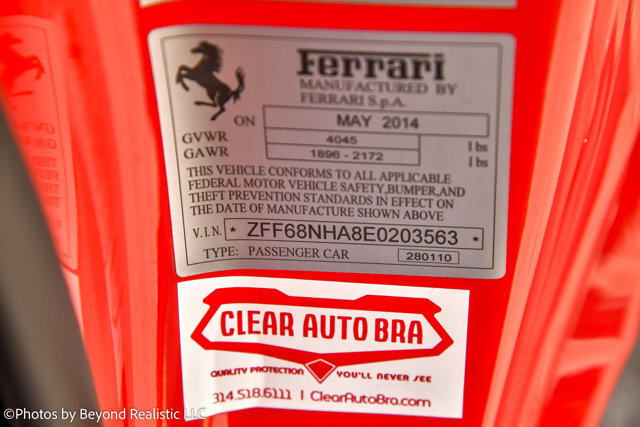 Ferrari
MANUFACTURED BY
FERRARI S.p.A.
ON MAY 2014
GVWR 4045 lbs
GAWR 1896 - 2172 lbs
THIS VEHICLE CONFORMS TO ALL APPLICABLE
FEDERAL MOTOR VEHICLE SAFETY,BUMPER,AND
THEFT PREVENTION STANDARDS IN EFFECT ON
THE DATE OF MANUFACTURE SHOWN ABOVE
V.I.N. * ZFF68NHA8E0203563 *
TYPE: PASSENGER CAR 280110
CLEAR AUTO BRA
QUALITY PROTECTION YOU'LL NEVER SEE
314.518.6111 | ClearAutoBra.com
©Photos by Beyond Realistic LLC
GVWR